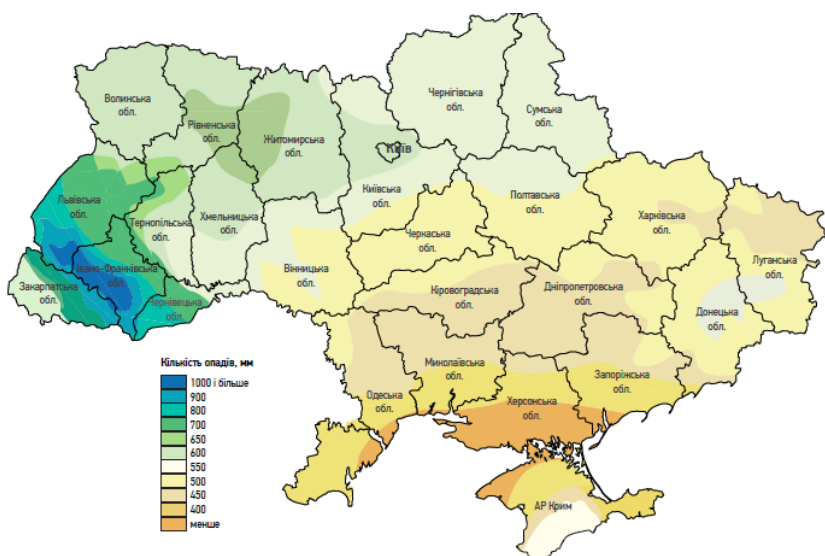 Волинська
обл.
Рівненська
обл.
Житомирська
обл.
Київ
Чернігівська
обл.
Сумська
обл.
Львівська
обл.
Тернопільська
обл.
Хмельницька
обл.
Київська
обл.
Полтавська
обл.
Харківська
обл.
Луганська
обл.
Черкаська
обл.
Вінницька
обл.
Закарпатська
обл.
Івано-Франківська
обл.
Чернівецька
обл.
Кіровоградська
обл.
Дніпропетровська
обл.
Донецька
обл.
Миколаївська
обл.
Запорізька
обл.
Одеська
обл.
Херсонська
обл.
АР Крим
Кількість опадів, мм
1000 і більше
900
800
700
650
600
550
500
450
400
менше